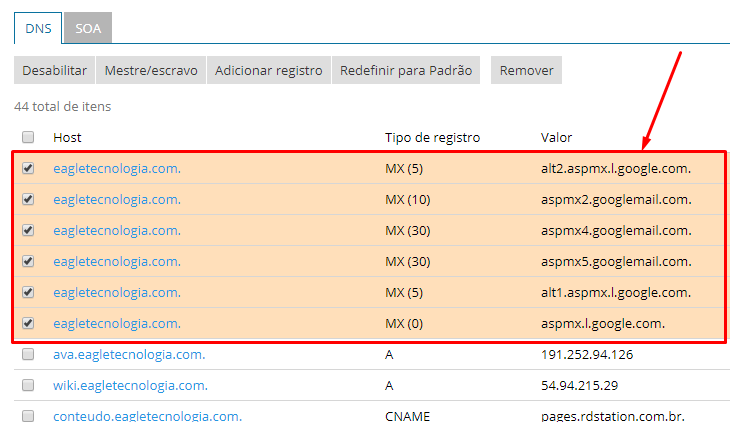 DNS SOA
Desabilitar Mestre/escravo Adicionar registro Redefinir para Padrão Remover
44 total de itens
Host Tipo de registro Valor
eagletecnologia.com. MX (5) alt2.aspmx.l.google.com.
eagletecnologia.com. MX (10) aspmx2.googlemail.com.
eagletecnologia.com. MX (30) aspmx4.googlemail.com.
eagletecnologia.com. MX (30) aspmx5.googlemail.com.
eagletecnologia.com. MX (5) alt1.aspmx.l.google.com.
eagletecnologia.com. MX (0) aspmx.l.google.com.
ava.eagletecnologia.com. A 191.252.94.126
wiki.eagletecnologia.com. A 54.94.215.29
conteudo.eagletecnologia.com. CNAME pages.rdstation.com.br.